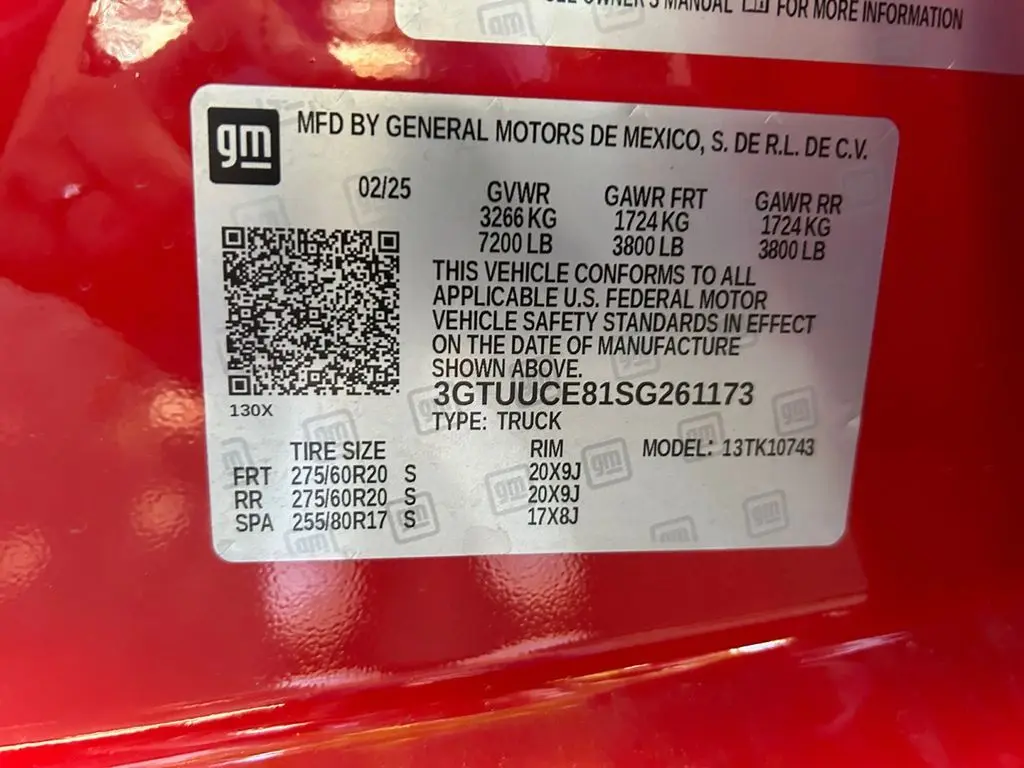 OWNER'S MANUAL FOR MORE INFORMATION
gm
MFD BY GENERAL MOTORS DE MEXICO, S. DE R.L. DE C.V.
02/25 GVWR GAWR FRT GAWR RR
3266 KG 1724 KG 1724 KG
7200 LB 3800 LB 3800 LB
THIS VEHICLE CONFORMS TO ALL
APPLICABLE U.S. FEDERAL MOTOR
VEHICLE SAFETY STANDARDS IN EFFECT
ON THE DATE OF MANUFACTURE
SHOWN ABOVE.
3GTUUCE81SG261173
130X
TYPE: TRUCK
TIRE SIZE RIM MODEL: 13TK10743
FRT 275/60R20 S 20X9J
RR 275/60R20 S 20X9J
SPA 255/80R17 S 17X8J